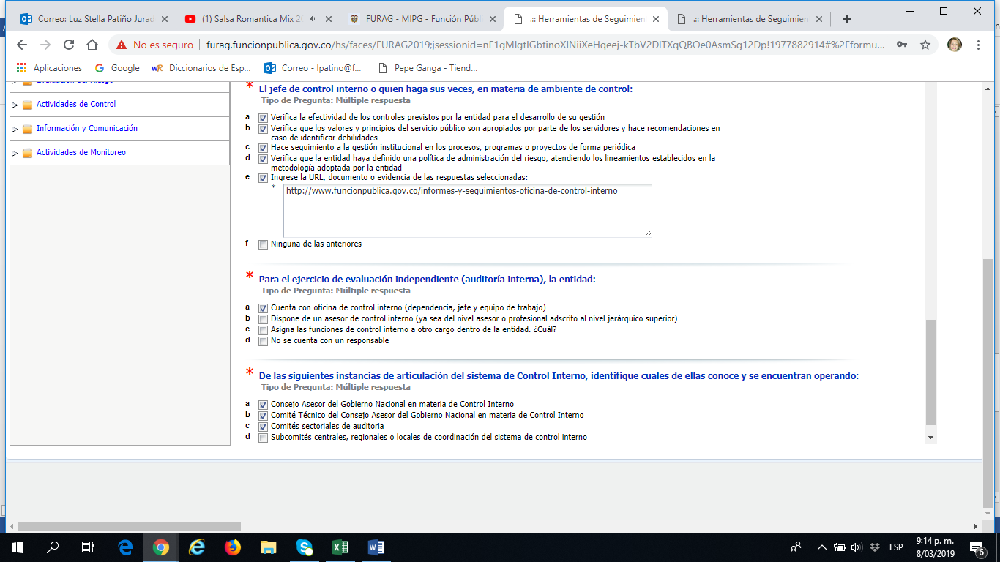 Correo: Luz Stella Patiño Jurad
(1) Salsa Romantica Mix 20
FURAG - MIPG - Función Públi
.:: Herramientas de Seguimien
.:: Herramientas de Seguimien
No es seguro
furag.funcionpublica.gov.co/hs/faces/FURAG2019;jsessionid=nF1gMIgtIGbtinoXlNiiXeHqeej-kTbV2DlTXqQBOe0AsmSg12Dp!1977882914#%2Fformu...
Aplicaciones
Google
Diccionarios de Esp...
Correo - lpatino@f...
Pepe Ganga - Tiend...
Actividades de Control
Información y Comunicación
Actividades de Monitoreo
* El jefe de control interno o quien haga sus veces, en materia de ambiente de control:
Tipo de Pregunta: Múltiple respuesta
a Verifica la efectividad de los controles previstos por la entidad para el desarrollo de su gestión
b Verifica que los valores y principios del servicio público son apropiados por parte de los servidores y hace recomendaciones en
caso de identificar debilidades
c Hace seguimiento a la gestión institucional en los procesos, programas o proyectos de forma periódica
d Verifica que la entidad haya definido una política de administración del riesgo, atendiendo los lineamientos establecidos en la
metodología adoptada por la entidad
e Ingrese la URL, documento o evidencia de las respuestas seleccionadas:
* http://www.funcionpublica.gov.co/informes-y-seguimientos-oficina-de-control-interno
f Ninguna de las anteriores
* Para el ejercicio de evaluación independiente (auditoría interna), la entidad:
Tipo de Pregunta: Múltiple respuesta
a Cuenta con oficina de control interno (dependencia, jefe y equipo de trabajo)
b Dispone de un asesor de control interno (ya sea del nivel asesor o profesional adscrito al nivel jerárquico superior)
c Asigna las funciones de control interno a otro cargo dentro de la entidad. ¿Cuál?
d No se cuenta con un responsable
* De las siguientes instancias de articulación del sistema de Control Interno, identifique cuales de ellas conoce y se encuentran operando:
Tipo de Pregunta: Múltiple respuesta
a Consejo Asesor del Gobierno Nacional en materia de Control Interno
b Comité Técnico del Consejo Asesor del Gobierno Nacional en materia de Control Interno
c Comités sectoriales de auditoria
d Subcomités centrales, regionales o locales de coordinación del sistema de control interno
ESP
9:14 p. m.
8/03/2019
6